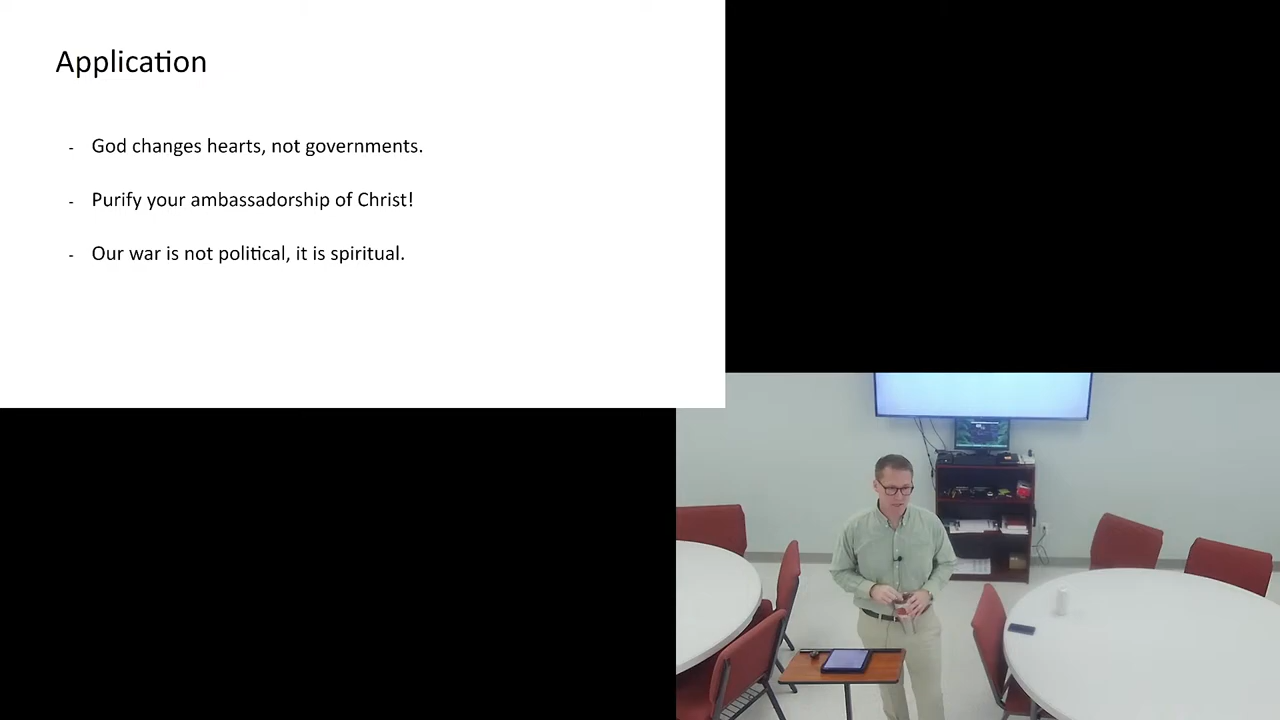 Application
- God changes hearts, not governments.
- Purify your ambassadorship of Christ!
- Our war is not political, it is spiritual.